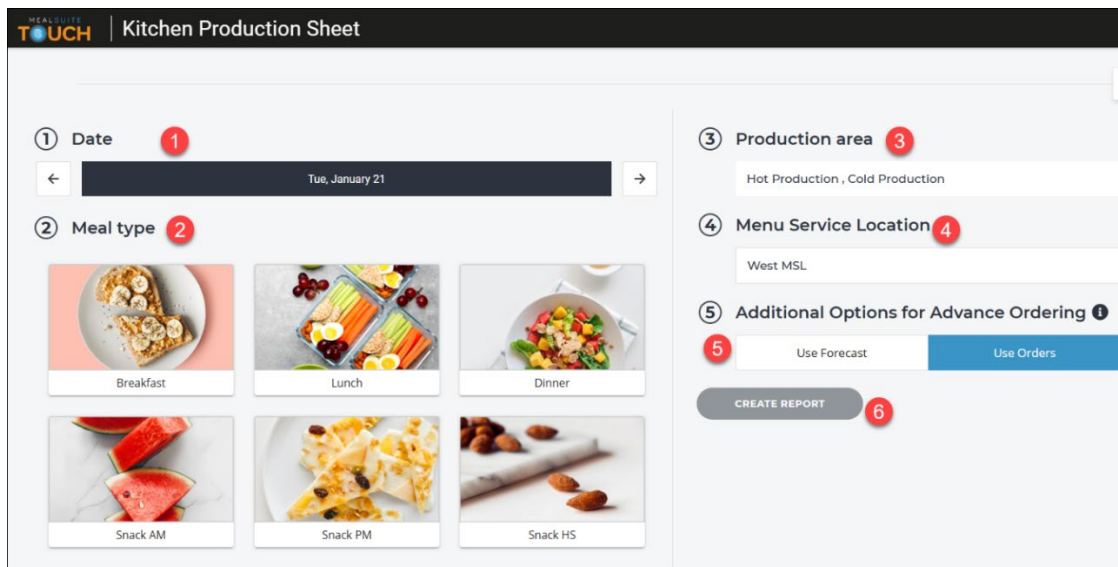 MEALSUITE
TOUCH
Kitchen Production Sheet
1 Date 1
Tue, January 21
2 Meal type 2
Breakfast
Lunch
Dinner
Snack AM
Snack PM
Snack HS
3 Production area 3
Hot Production , Cold Production
4 Menu Service Location 4
West MSL
5 Additional Options for Advance Ordering i
5 Use Forecast Use Orders
CREATE REPORT 6